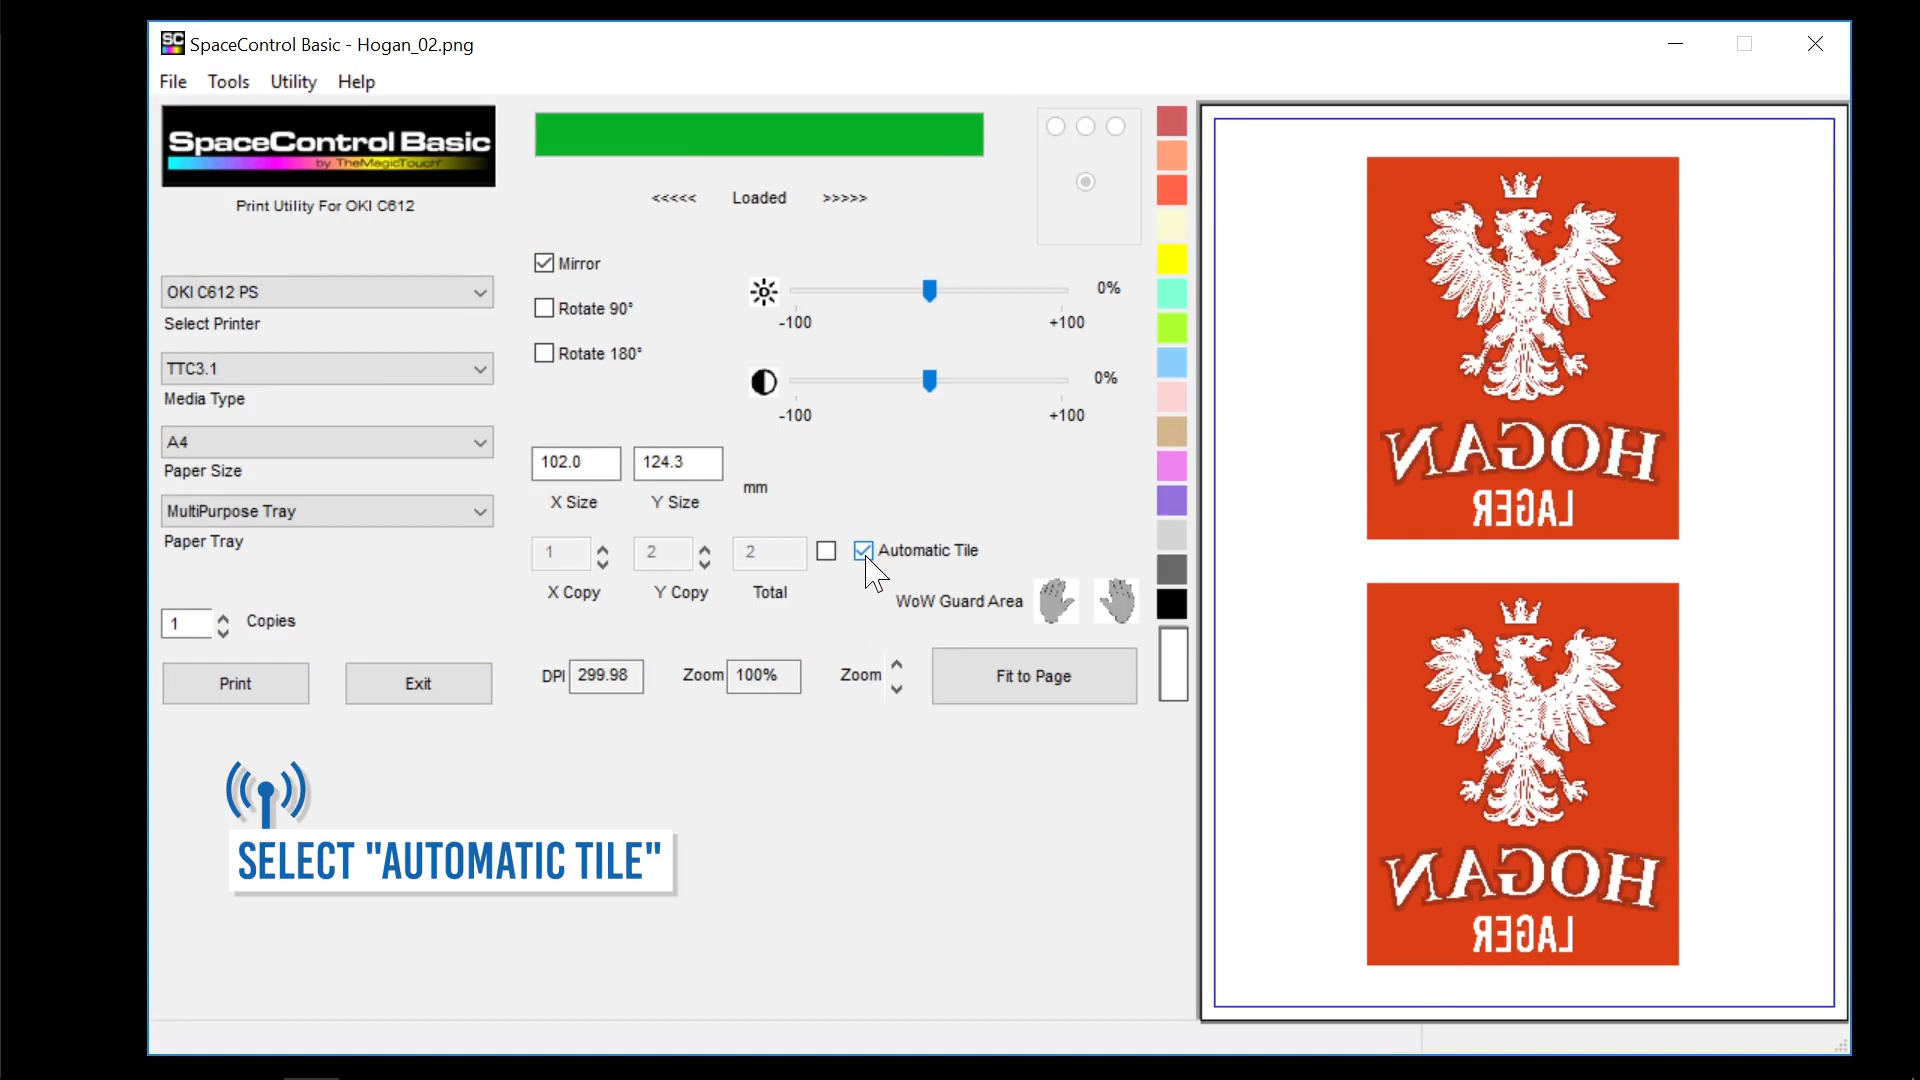 SC SpaceControl Basic - Hogan_02.png
File Tools Utility Help
SpaceControl Basic
by TheMagicTouch®
Print Utility For OKI C612
<<<<< Loaded >>>>>
OKI C612 PS
Select Printer
TTC3.1
Media Type
A4
Paper Size
MultiPurpose Tray
Paper Tray
1 Copies
Print Exit
Mirror
Rotate 90°
Rotate 180°
0%
-100 +100
0%
-100 +100
102.0 124.3 mm
X Size Y Size
1 2 2 Automatic Tile
X Copy Y Copy Total
WoW Guard Area
DPI 299.98 Zoom 100% Zoom Fit to Page
SELECT "AUTOMATIC TILE"
HOGAN
LAGER
HOGAN
LAGER